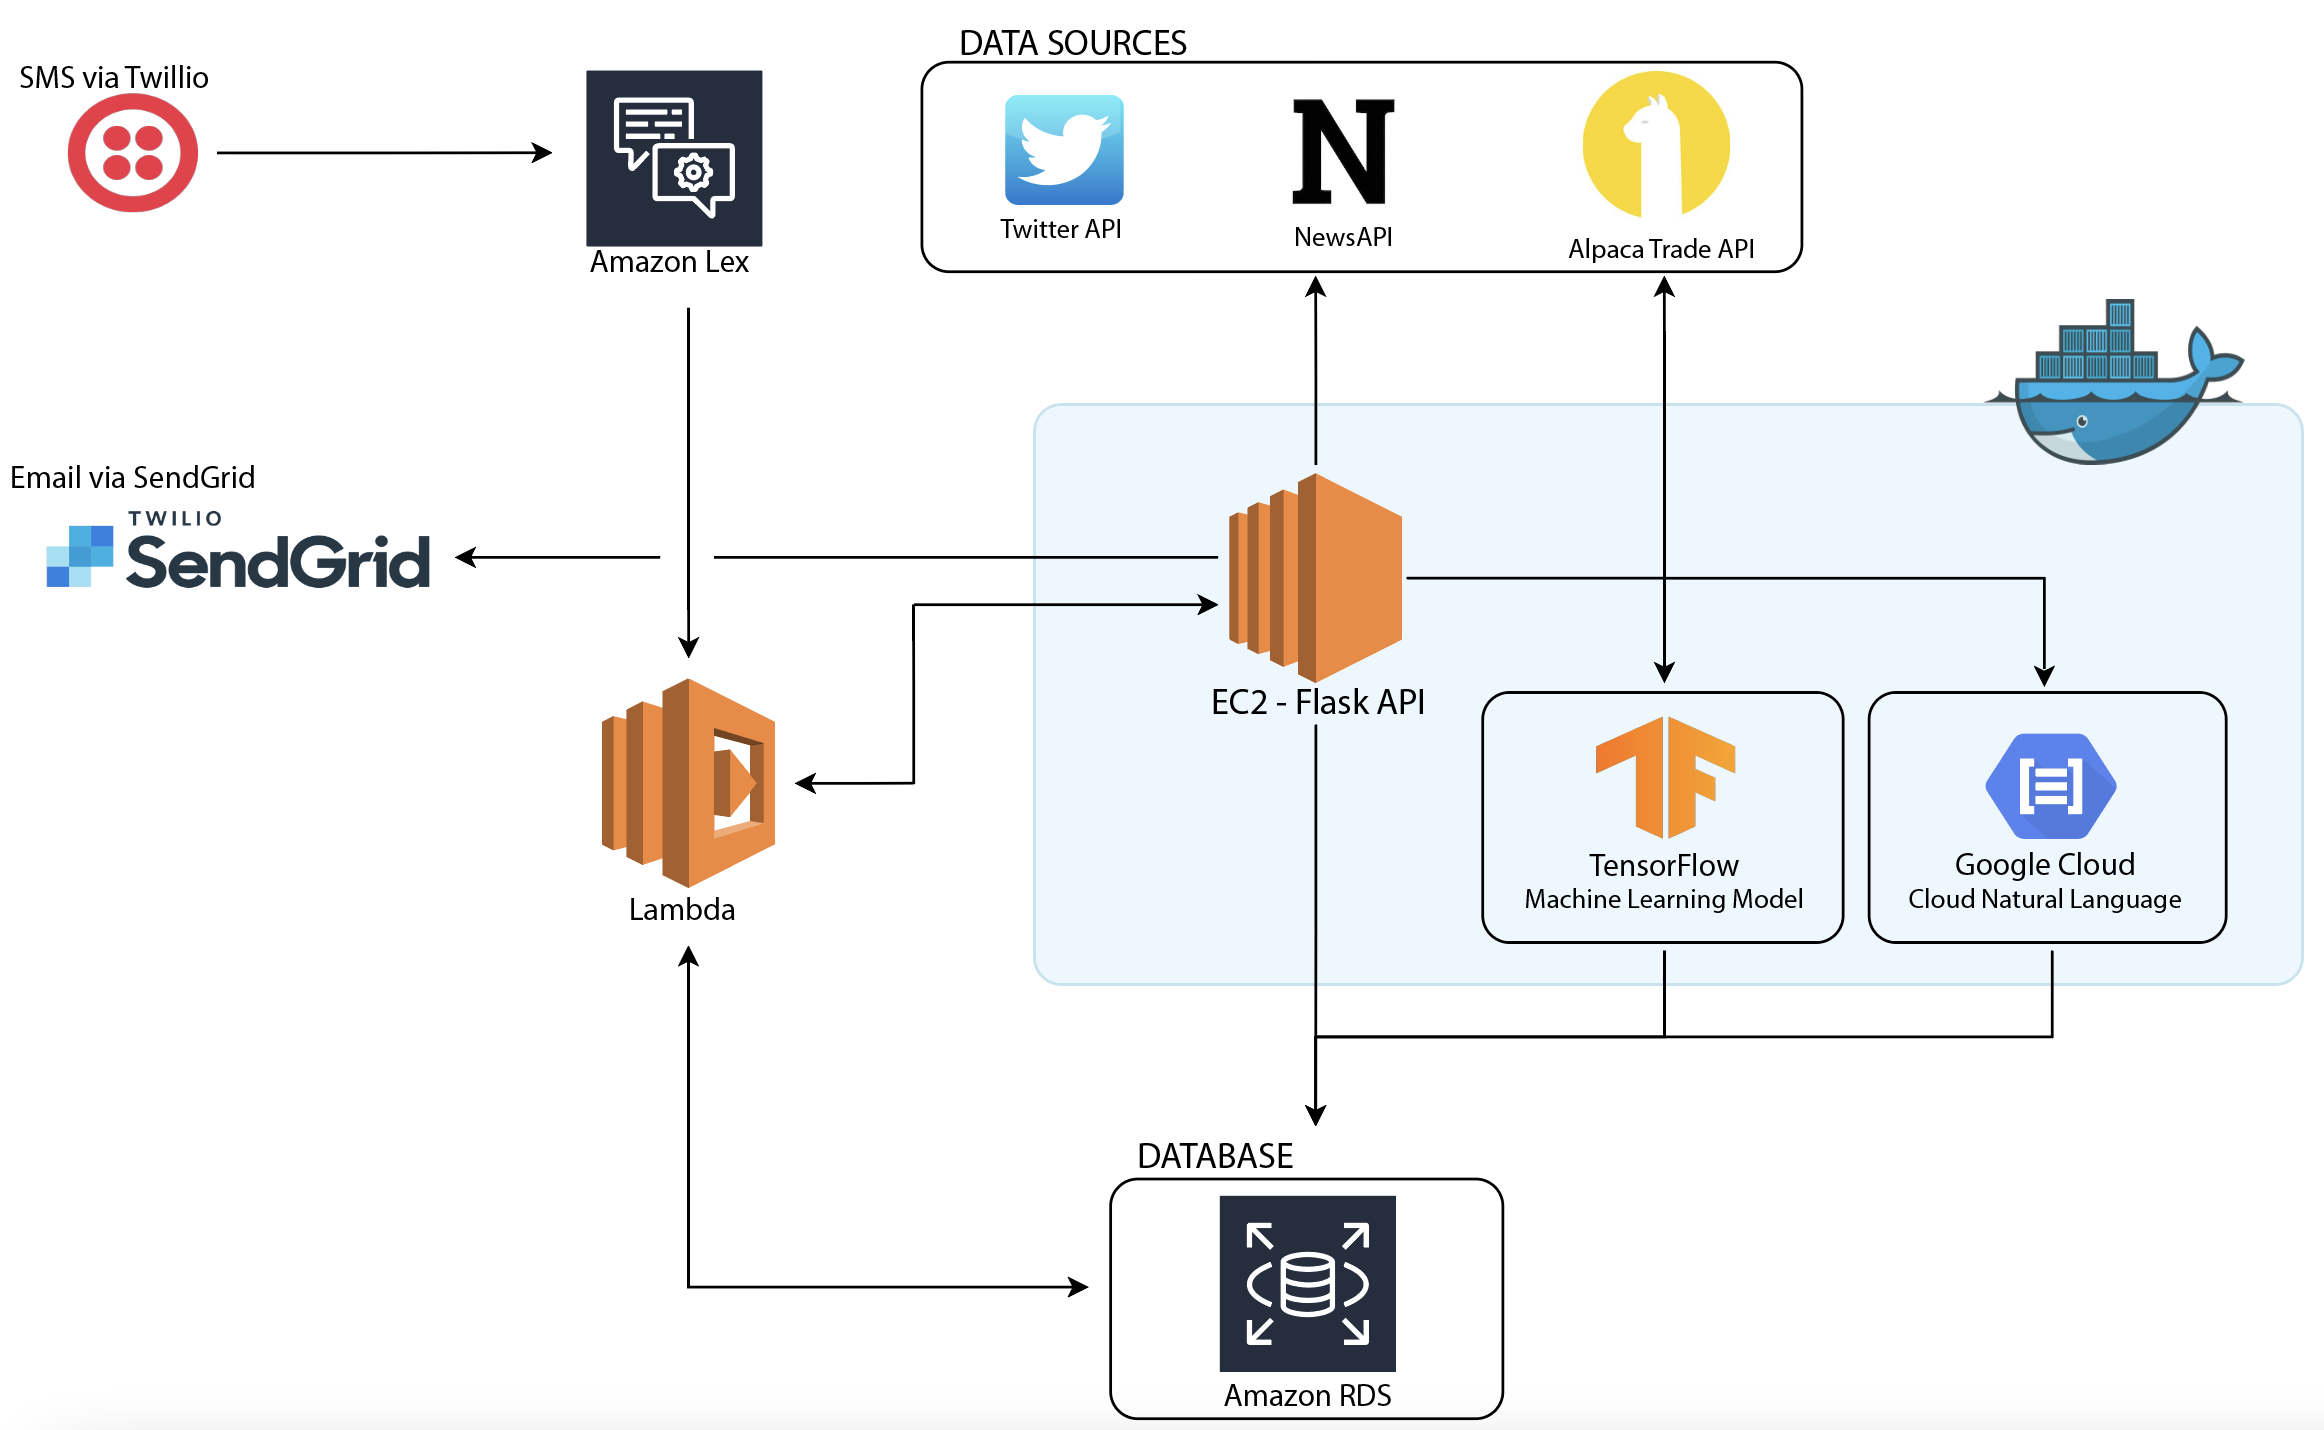 DATA SOURCES
SMS via Twillio
Twitter API
NewsAPI
Alpaca Trade API
Amazon Lex
Email via SendGrid
TWILIO
SendGrid
EC2 - Flask API
TensorFlow
Machine Learning Model
Google Cloud
Cloud Natural Language
Lambda
DATABASE
Amazon RDS